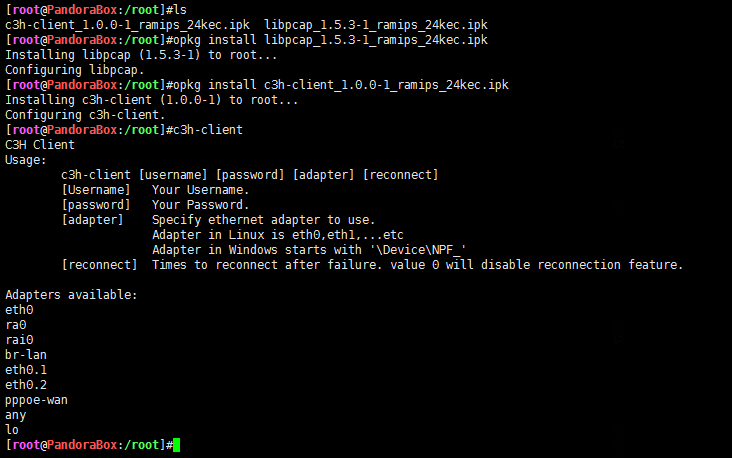 [root@PandoraBox:/root]#ls
c3h-client_1.0.0-1_ramips_24kec.ipk  libpcap_1.5.3-1_ramips_24kec.ipk
[root@PandoraBox:/root]#opkg install libpcap_1.5.3-1_ramips_24kec.ipk
Installing libpcap (1.5.3-1) to root...
Configuring libpcap.
[root@PandoraBox:/root]#opkg install c3h-client_1.0.0-1_ramips_24kec.ipk
Installing c3h-client (1.0.0-1) to root...
Configuring c3h-client.
[root@PandoraBox:/root]#c3h-client
C3H Client
Usage:
        c3h-client [username] [password] [adapter] [reconnect]
        [Username]   Your Username.
        [password]   Your Password.
        [adapter]    Specify ethernet adapter to use.
                     Adapter in Linux is eth0,eth1,...etc
                     Adapter in Windows starts with '\Device\NPF_'
        [reconnect]  Times to reconnect after failure. value 0 will disable reconnection feature.

Adapters available:
eth0
ra0
rai0
br-lan
eth0.1
eth0.2
pppoe-wan
any
lo
[root@PandoraBox:/root]#